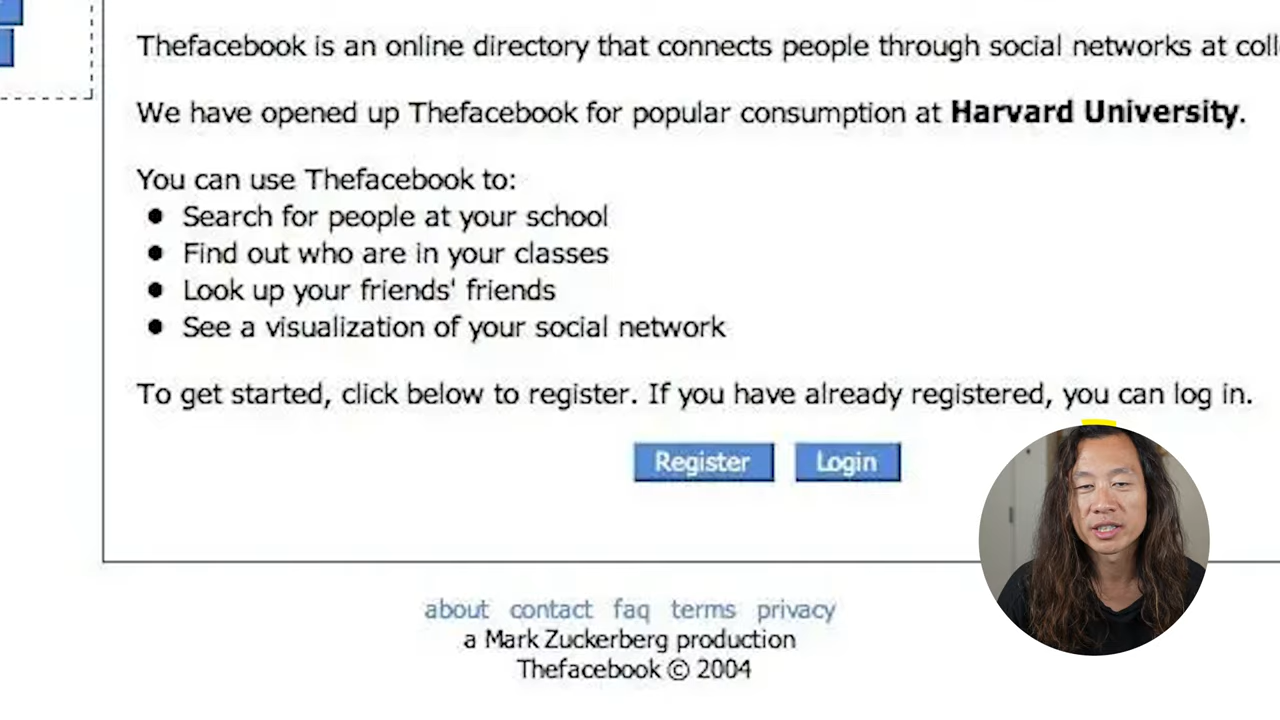 Thefacebook is an online directory that connects people through social networks at coll
We have opened up Thefacebook for popular consumption at Harvard University.
You can use Thefacebook to:
● Search for people at your school
● Find out who are in your classes
● Look up your friends' friends
● See a visualization of your social network
To get started, click below to register. If you have already registered, you can log in.
Register Login
about contact faq terms privacy
a Mark Zuckerberg production
Thefacebook © 2004